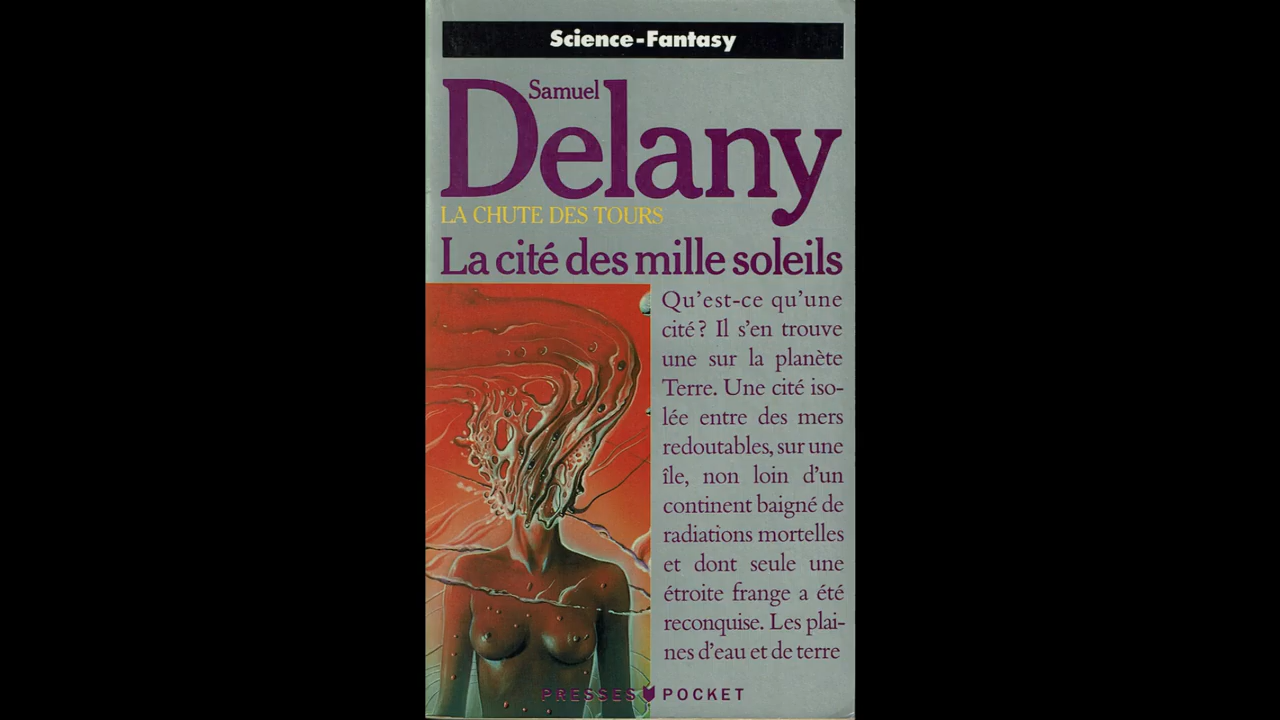 Science-Fantasy
Samuel
Delany
LA CHUTE DES TOURS
La cité des mille soleils
Qu'est-ce qu'une
cité ? Il s'en trouve
une sur la planète
Terre. Une cité iso-
lée entre des mers
redoutables, sur une
île, non loin d'un
continent baigné de
radiations mortelles
et dont seule une
étroite frange a été
reconquise. Les plai-
nes d'eau et de terre
PRESSES POCKET